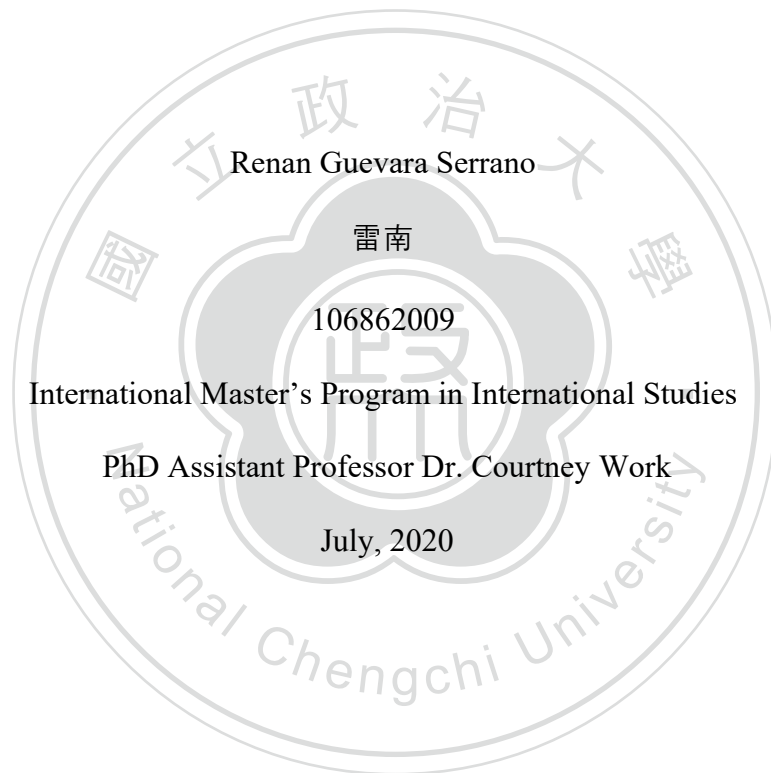 國立政治大學
Renan Guevara Serrano
雷南
106862009
International Master’s Program in International Studies
PhD Assistant Professor Dr. Courtney Work
July, 2020
National Chengchi University